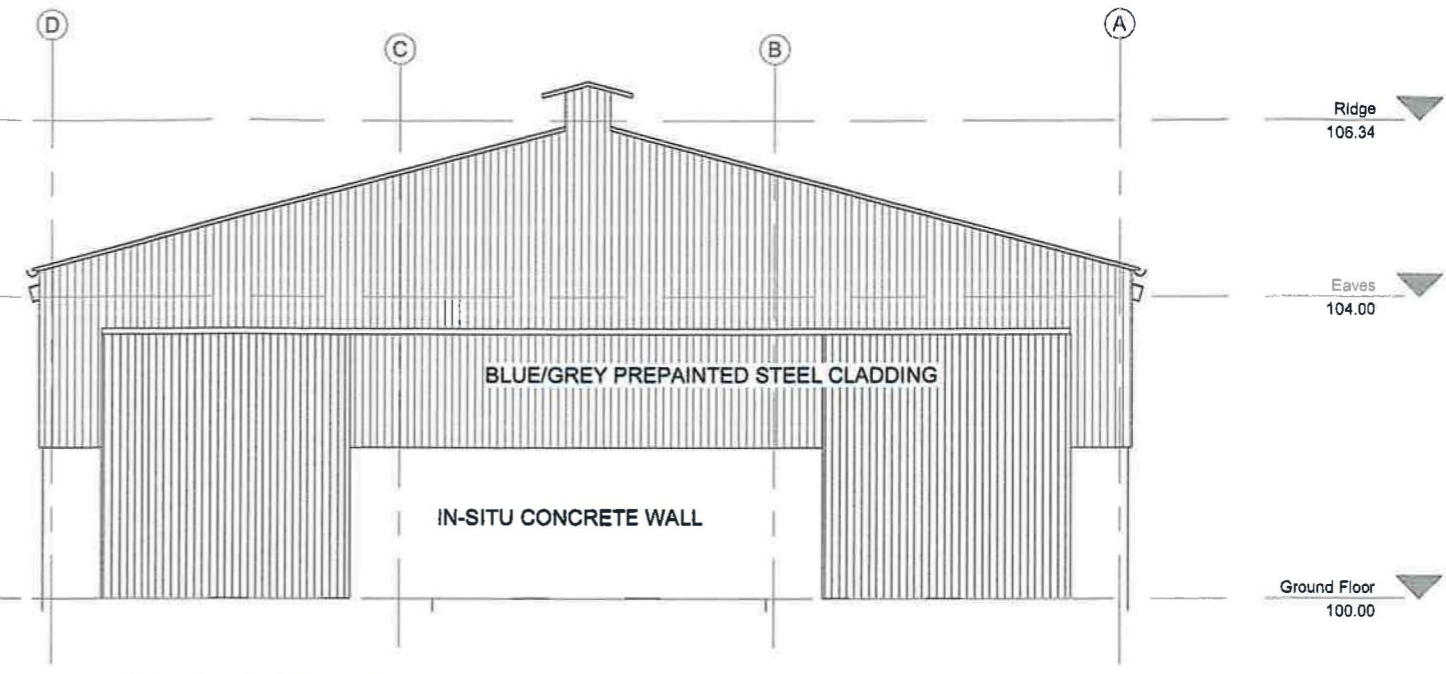 D
C
B
A
Ridge
106.34
Eaves
104.00
BLUE/GREY PREPAINTED STEEL CLADDING
IN-SITU CONCRETE WALL
Ground Floor
100.00